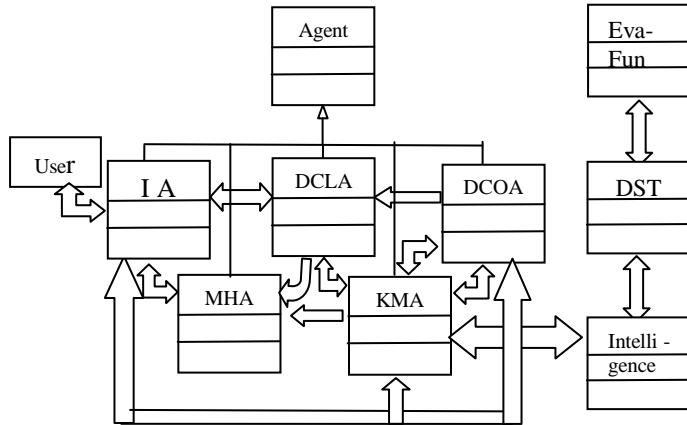 Agent
Eva-
Fun
User
I A
DCLA
DCOA
DST
MHA
KMA
Intelli -
gence